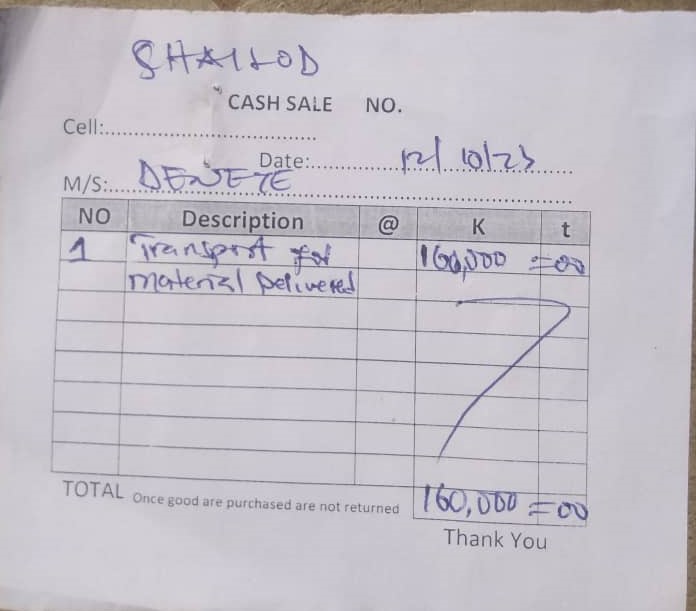 SHAILOD
CASH SALE NO.
Cell:
Date: 12/10/23
M/S: DENETE
NO Description @ K t
1 Transport for 160,000 =00
Material Delivered
TOTAL Once good are purchased are not returned 160,000 =00
Thank You